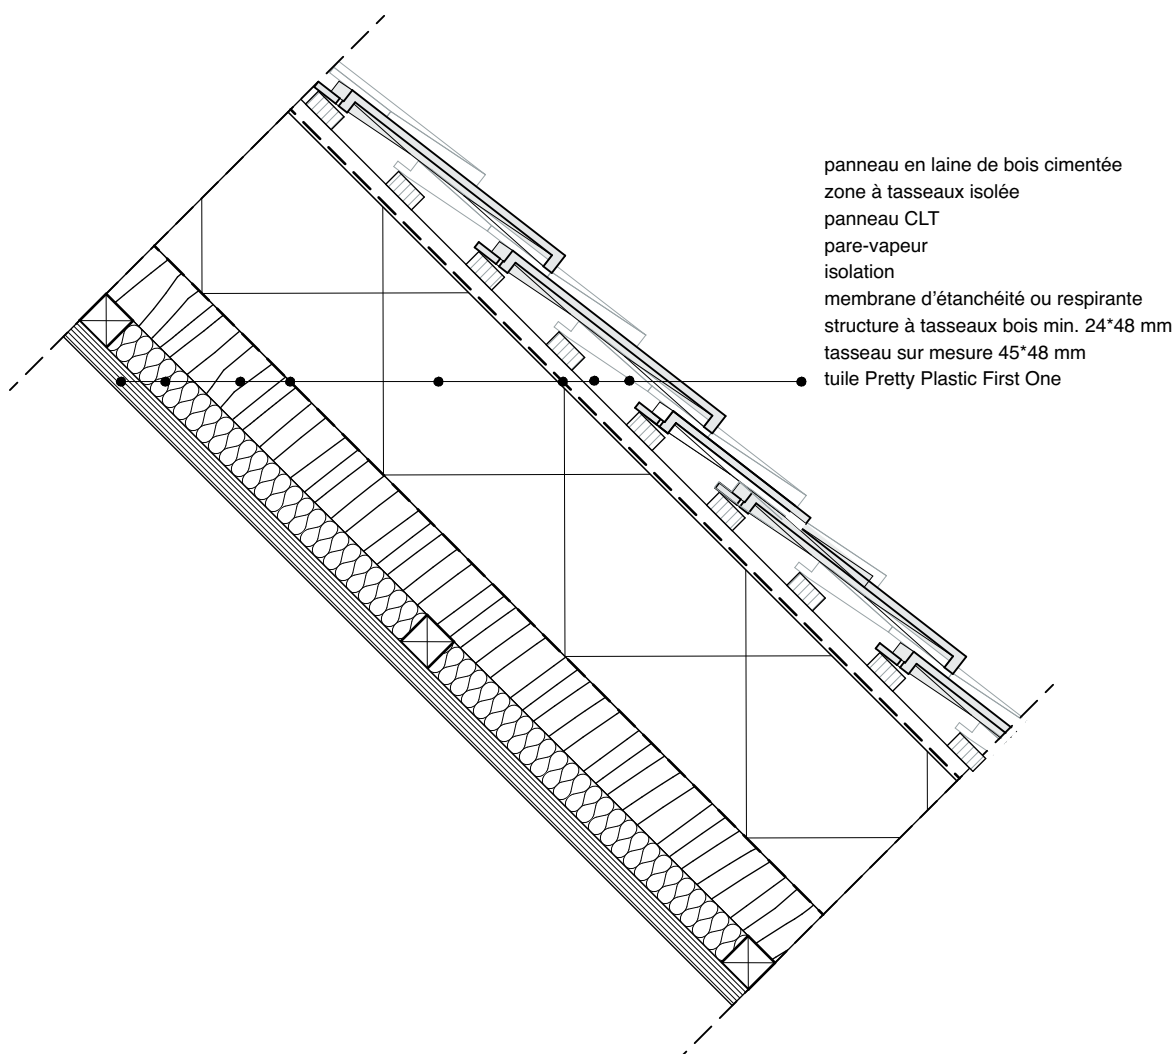 panneau en laine de bois cimentée
zone à tasseaux isolée
panneau CLT
pare-vapeur
isolation
membrane d’étanchéité ou respirante
structure à tasseaux bois min. 24*48 mm
tasseau sur mesure 45*48 mm
tuile Pretty Plastic First One